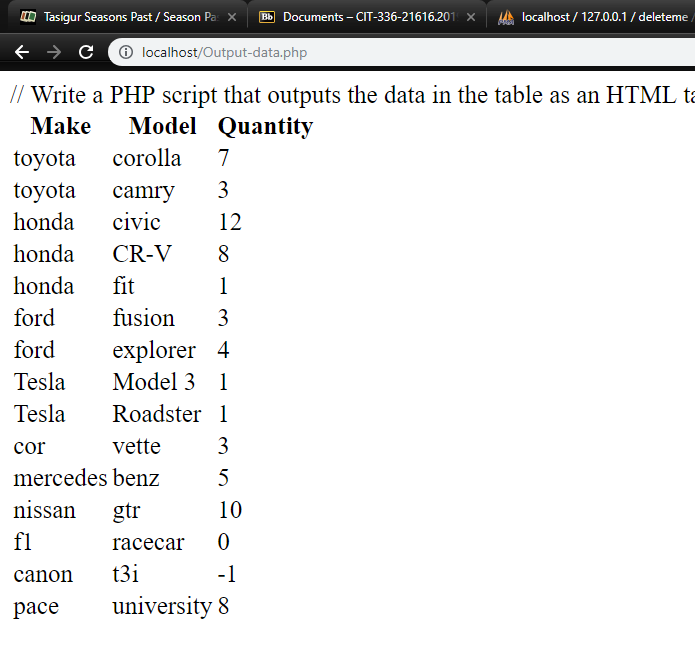 Tasigur Seasons Past / Season Pa
Bb Documents – CIT-336-21616.201
localhost / 127.0.0.1 / deleteme /
localhost/Output-data.php
// Write a PHP script that outputs the data in the table as an HTML ta
Make Model Quantity
toyota corolla 7
toyota camry 3
honda civic 12
honda CR-V 8
honda fit 1
ford fusion 3
ford explorer 4
Tesla Model 3 1
Tesla Roadster 1
cor vette 3
mercedes benz 5
nissan gtr 10
f1 racecar 0
canon t3i -1
pace university 8